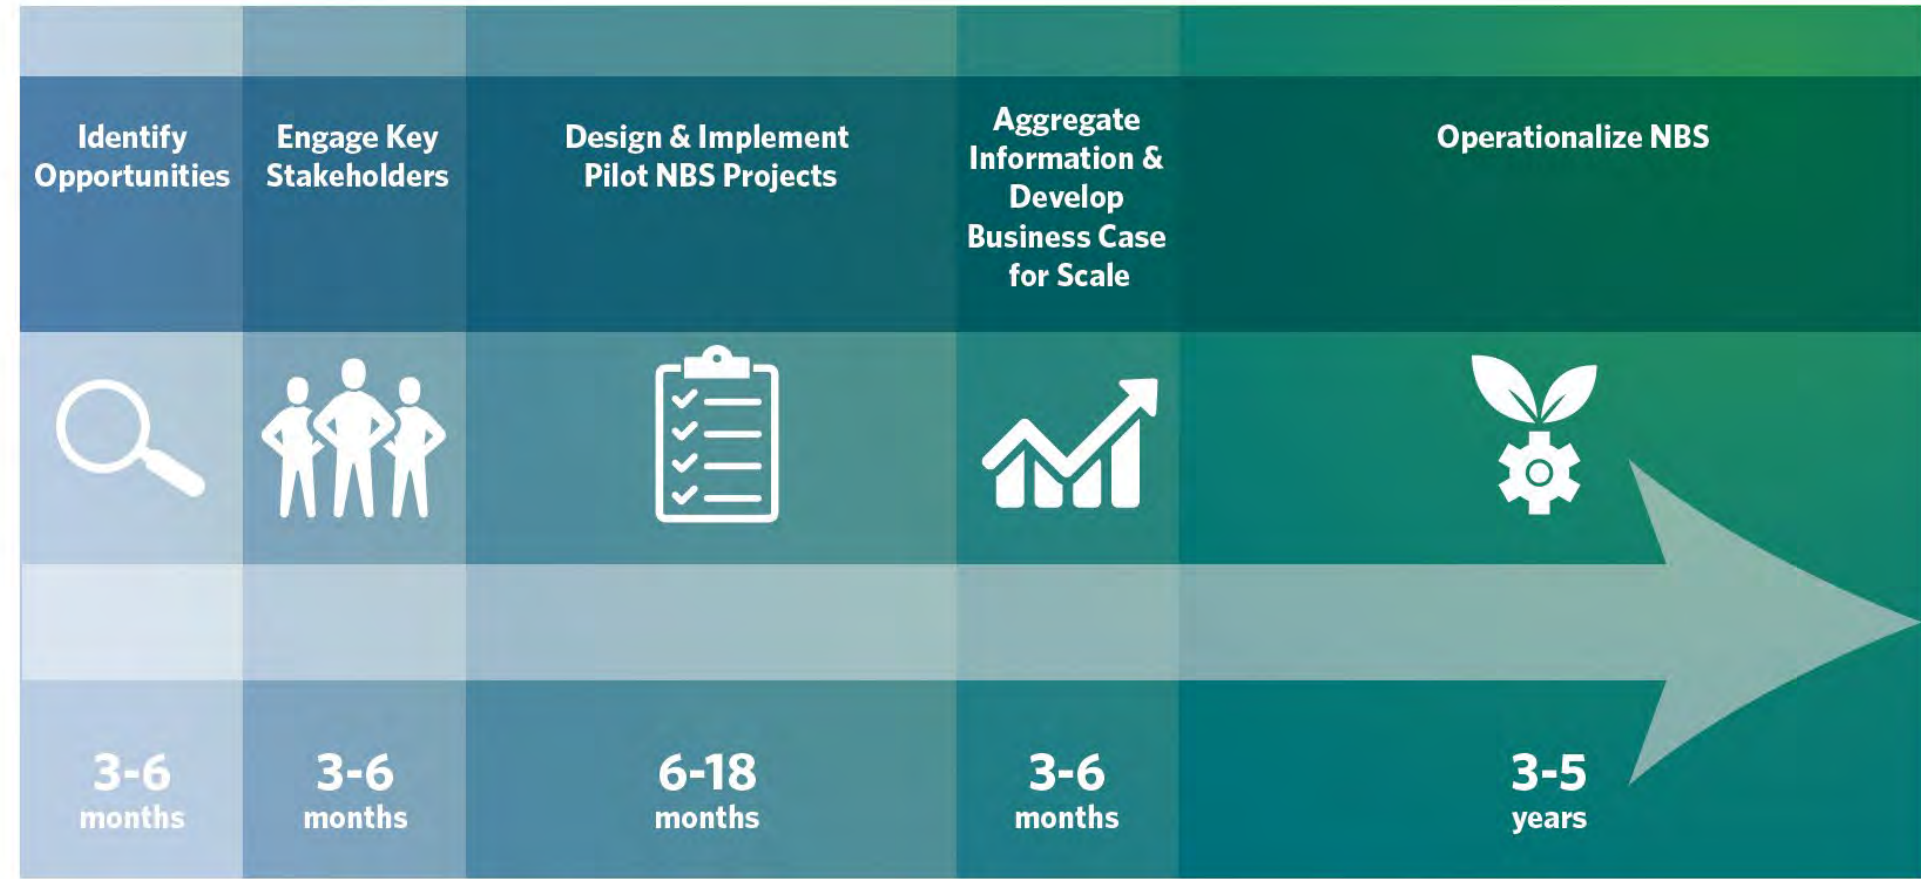 Identify
Opportunities
Engage Key
Stakeholders
Design & Implement
Pilot NBS Projects
Aggregate
Information &
Develop
Business Case
for Scale
Operationalize NBS
3-6
months
3-6
months
6-18
months
3-6
months
3-5
years